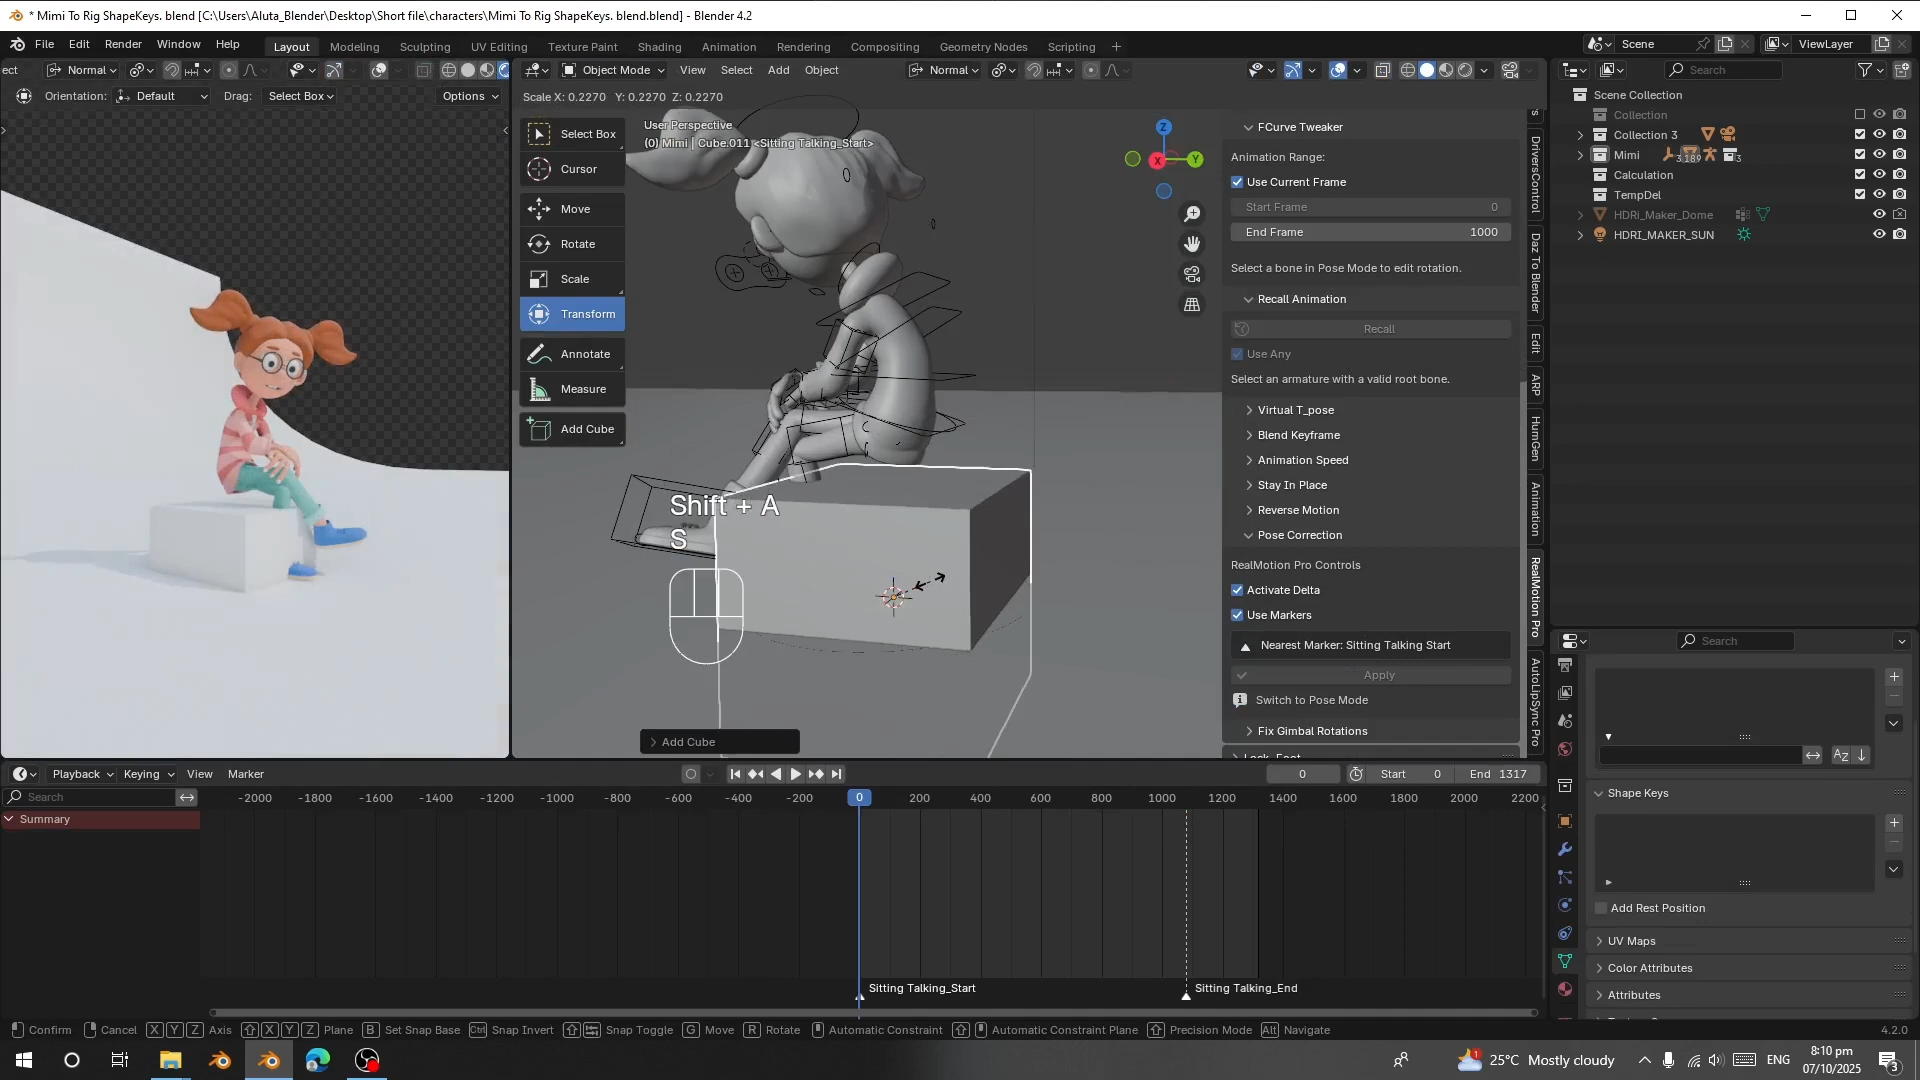 * Mimi To Rig ShapeKeys. blend [C:\Users\Aluta_Blender\Desktop\Short file\characters\Mimi To Rig ShapeKeys. blend.blend] - Blender 4.2
File Edit Render Window Help Layout Modeling Sculpting UV Editing Texture Paint Shading Animation Rendering Compositing Geometry Nodes Scripting + Scene ViewLayer
ect Normal Object Mode View Select Add Object Normal Search
Orientation: Default Drag: Select Box Options Scale X: 0.2270 Y: 0.2270 Z: 0.2270
Scene Collection
Collection
Collection 3
Mimi 3 189 3
Calculation
TempDel
HDRi_Maker_Dome
HDRI_MAKER_SUN
Select Box
Cursor
Move
Rotate
Scale
Transform
Annotate
Measure
Add Cube
User Perspective
(0) Mimi | Cube.011 <Sitting Talking_Start>
Z
X
Y
Shift + A
S
Add Cube
FCurve Tweaker
Animation Range:
Use Current Frame
Start Frame 0
End Frame 1000
Select a bone in Pose Mode to edit rotation.
Recall Animation
Recall
Use Any
Select an armature with a valid root bone.
Virtual T_pose
Blend Keyframe
Animation Speed
Stay In Place
Reverse Motion
Pose Correction
RealMotion Pro Controls
Activate Delta
Use Markers
Nearest Marker: Sitting Talking Start
Apply
Switch to Pose Mode
Fix Gimbal Rotations
DriversControl
Daz To Blender
Edit
ARP
HumGen
Animation
RealMotion Pro
AutoLipSync Pro
Search
Shape Keys
Add Rest Position
UV Maps
Color Attributes
Attributes
Playback Keying View Marker 0 Start 0 End 1317
Search -2000 -1800 -1600 -1400 -1200 -1000 -800 -600 -400 -200 0 200 400 600 800 1000 1200 1400 1600 1800 2000 2200
Summary
Sitting Talking_Start Sitting Talking_End
Confirm Cancel X Y Z Axis X Y Z Plane B Set Snap Base Ctrl Snap Invert Snap Toggle G Move R Rotate Automatic Constraint Automatic Constraint Plane Precision Mode Alt Navigate 4.2.0
1 25°C Mostly cloudy ENG 8:10 pm
07/10/2025 3